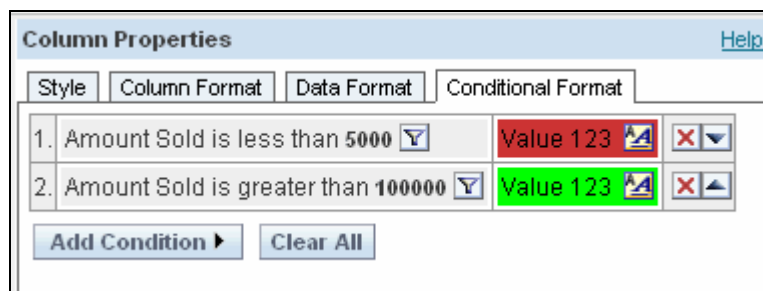 Column Properties Help
Style Column Format Data Format Conditional Format
1. Amount Sold is less than 5000 Value 123
2. Amount Sold is greater than 100000 Value 123
Add Condition Clear All